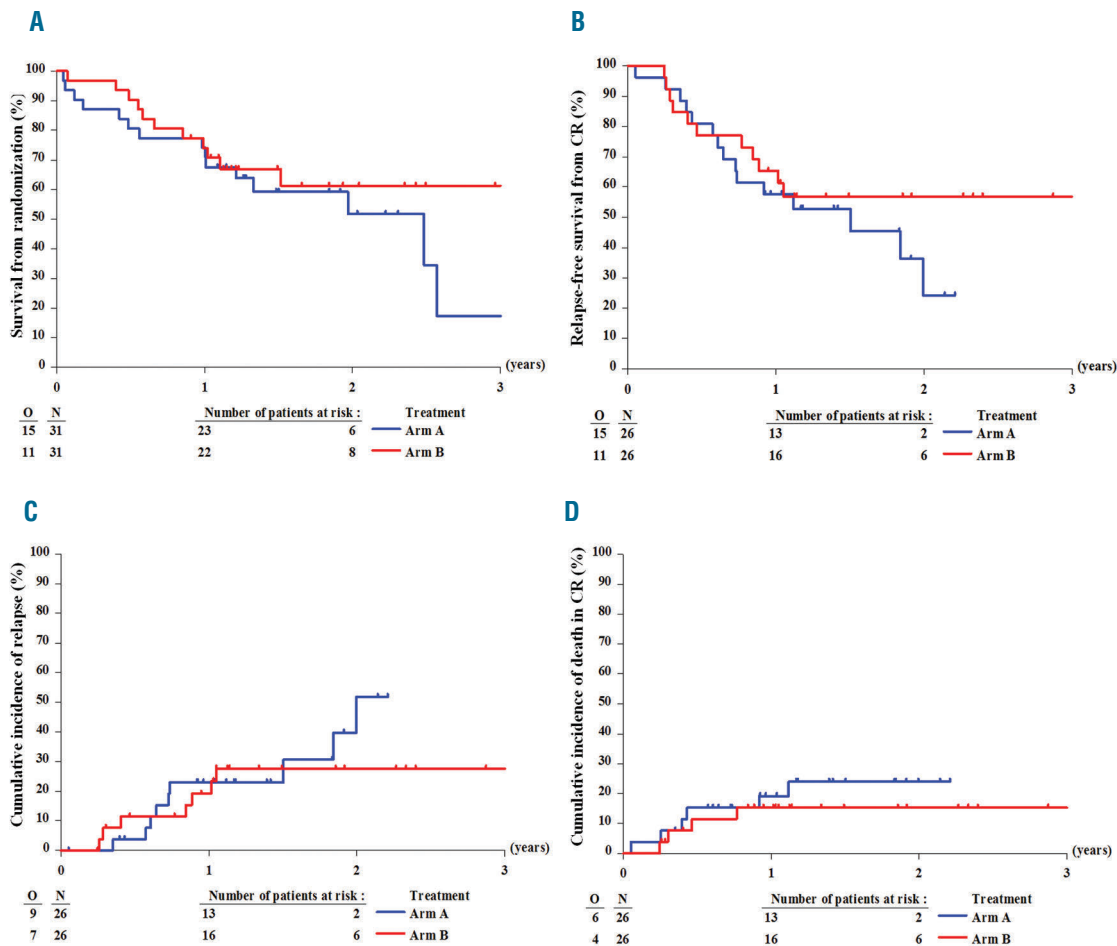 A
Survival from randomization (%)
100
90
80
70
60
50
40
30
20
10
0
0 1 2 3
(years)
O N Number of patients at risk : Treatment
15 31 23 6 Arm A
11 31 22 8 Arm B
B
Relapse-free survival from CR (%)
100
90
80
70
60
50
40
30
20
10
0
0 1 2 3
(years)
O N Number of patients at risk : Treatment
15 26 13 2 Arm A
11 26 16 6 Arm B
C
Cumulative incidence of relapse (%)
100
90
80
70
60
50
40
30
20
10
0
0 1 2 3
(years)
O N Number of patients at risk : Treatment
9 26 13 2 Arm A
7 26 16 6 Arm B
D
Cumulative incidence of death in CR (%)
100
90
80
70
60
50
40
30
20
10
0
0 1 2 3
(years)
O N Number of patients at risk : Treatment
6 26 13 2 Arm A
4 26 16 6 Arm B